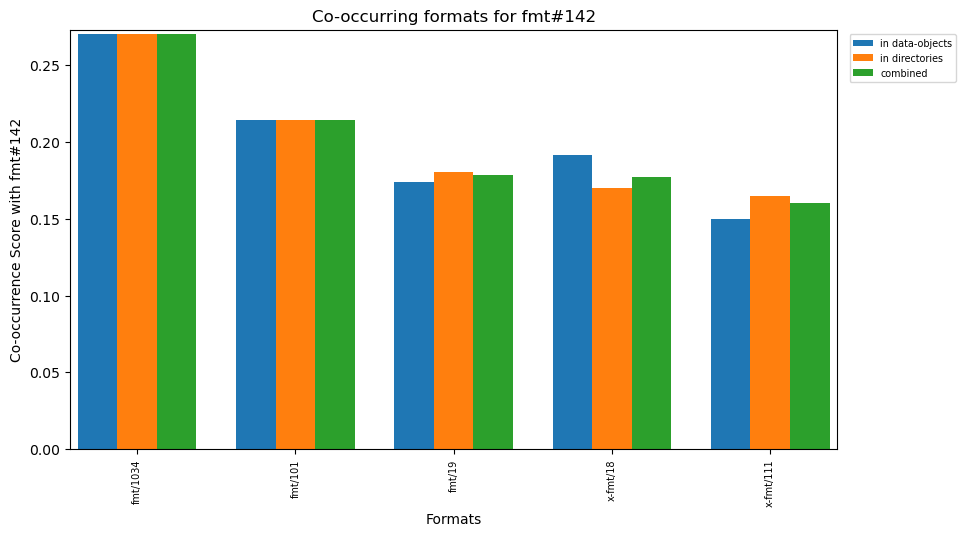 Co-occurring formats for fmt#142
in data-objects
in directories
combined
Co-occurrence Score with fmt#142
0.25
0.20
0.15
0.10
0.05
0.00
fmt/1034
fmt/101
fmt/19
x-fmt/18
x-fmt/111
Formats